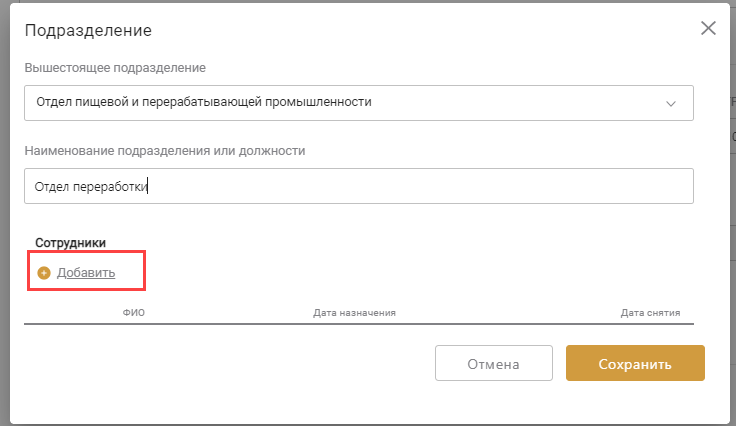 Подразделение
Вышестоящее подразделение
Отдел пищевой и перерабатывающей промышленности
Наименование подразделения или должности
Отдел переработки
Сотрудники
Добавить
ФИО Дата назначения Дата снятия
Отмена Сохранить